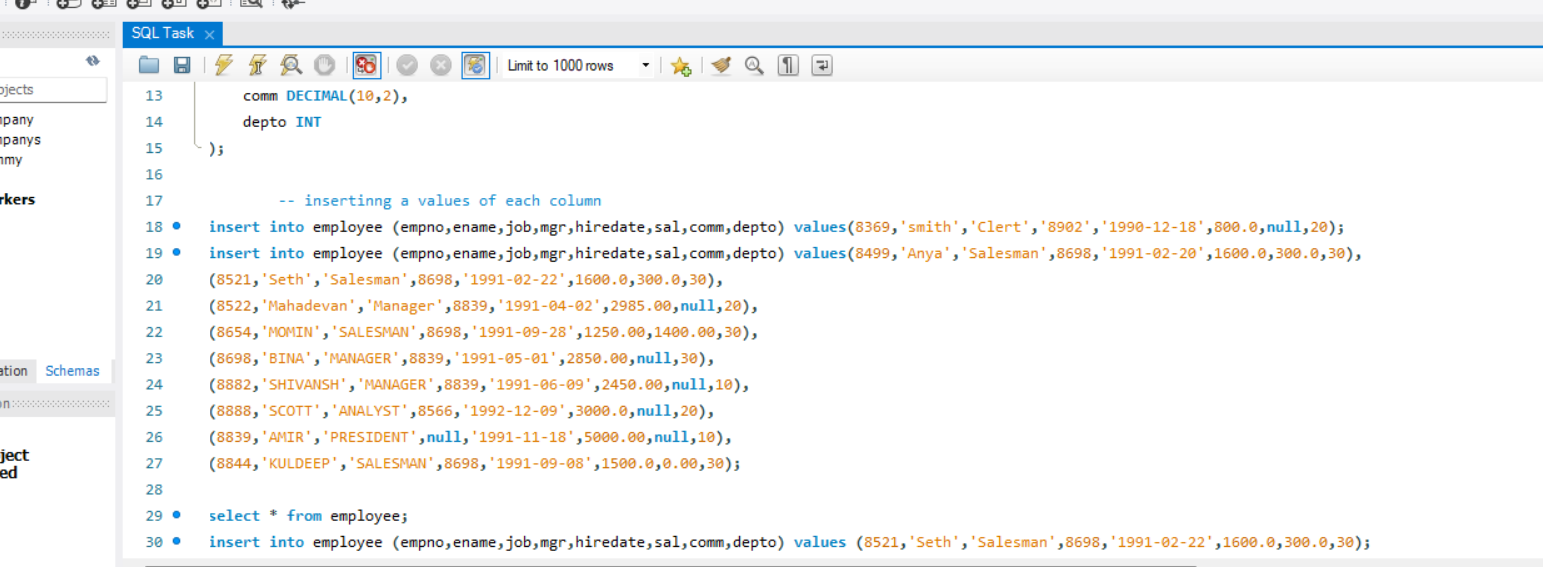 SQL Task
Limit to 1000 rows
13 comm DECIMAL(10,2),
14 depto INT
15 );
16
17 -- insertinng a values of each column
18 insert into employee (empno,ename,job,mgr,hiredate,sal,comm,depto) values(8369,'smith','Clert','8902','1990-12-18',800.0,null,20);
19 insert into employee (empno,ename,job,mgr,hiredate,sal,comm,depto) values(8499,'Anya','Salesman',8698,'1991-02-20',1600.0,300.0,30),
20 (8521,'Seth','Salesman',8698,'1991-02-22',1600.0,300.0,30),
21 (8522,'Mahadevan','Manager',8839,'1991-04-02',2985.00,null,20),
22 (8654,'MOMIN','SALESMAN',8698,'1991-09-28',1250.00,1400.00,30),
23 (8698,'BINA','MANAGER',8839,'1991-05-01',2850.00,null,30),
24 (8882,'SHIVANSH','MANAGER',8839,'1991-06-09',2450.00,null,10),
25 (8888,'SCOTT','ANALYST',8566,'1992-12-09',3000.0,null,20),
26 (8839,'AMIR','PRESIDENT',null,'1991-11-18',5000.00,null,10),
27 (8844,'KULDEEP','SALESMAN',8698,'1991-09-08',1500.0,0.00,30);
28
29 select * from employee;
30 insert into employee (empno,ename,job,mgr,hiredate,sal,comm,depto) values (8521,'Seth','Salesman',8698,'1991-02-22',1600.0,300.0,30);
Schemas